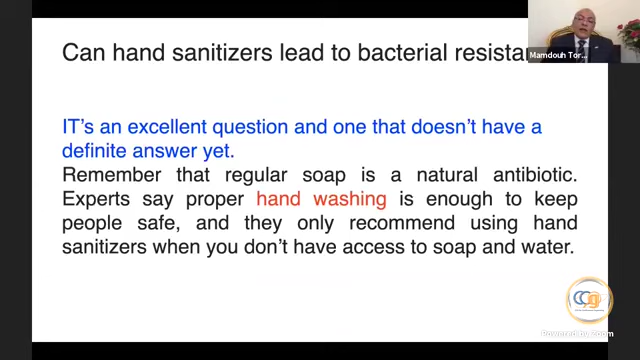 Can hand sanitizers lead to bacterial
Mamdouh Tor...
IT's an excellent question and one that doesn't have a
definite answer yet.
Remember that regular soap is a natural antibiotic.
Experts say proper hand washing is enough to keep
people safe, and they only recommend using hand
sanitizers when you don't have access to soap and water.
Powered by Zoom